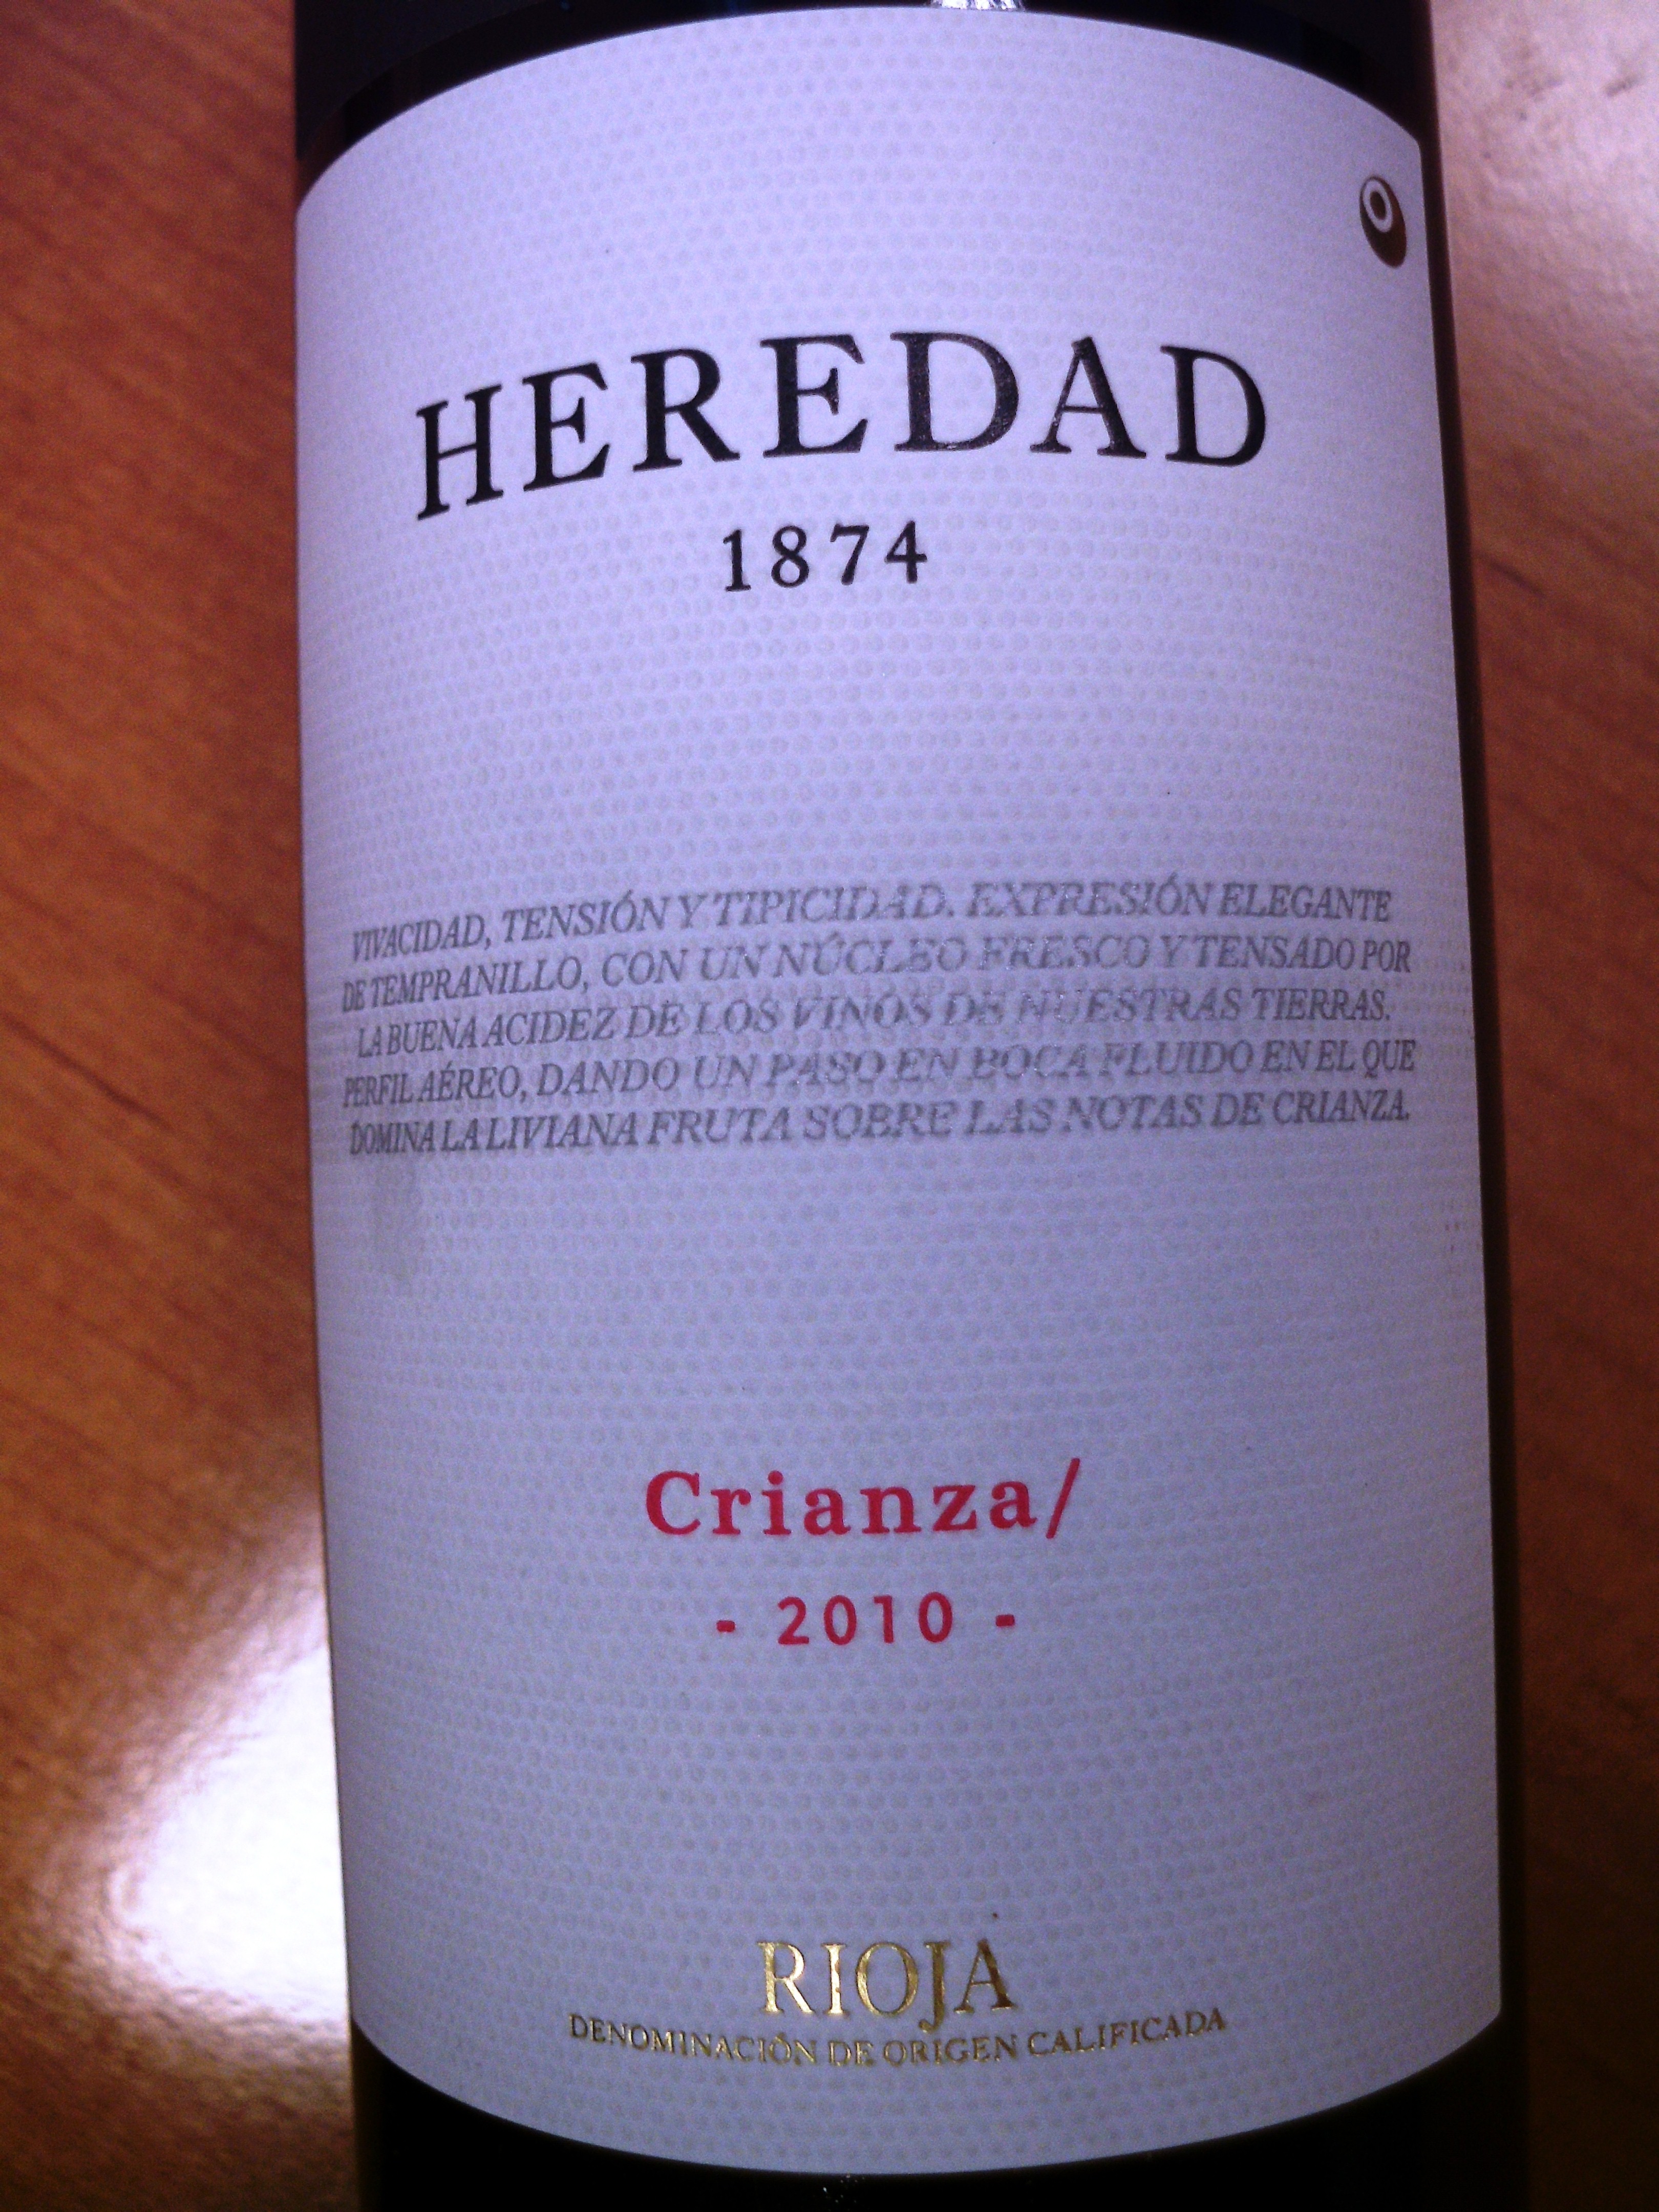 HEREDAD
1874
VIVACIDAD, TENSIÓN Y TIPICIDAD. EXPRESIÓN ELEGANTE
DE TEMPRANILLO, CON UN NÚCLEO FRESCO Y TENSADO POR
LA BUENA ACIDEZ DE LOS VINOS DE NUESTRAS TIERRAS.
PERFIL AÉREO, DANDO UN PASO EN BOCA FLUIDO EN EL QUE
DOMINA LA LIVIANA FRUTA SOBRE LAS NOTAS DE CRIANZA.
Crianza/
- 2010 -
RIOJA
DENOMINACIÓN DE ORIGEN CALIFICADA